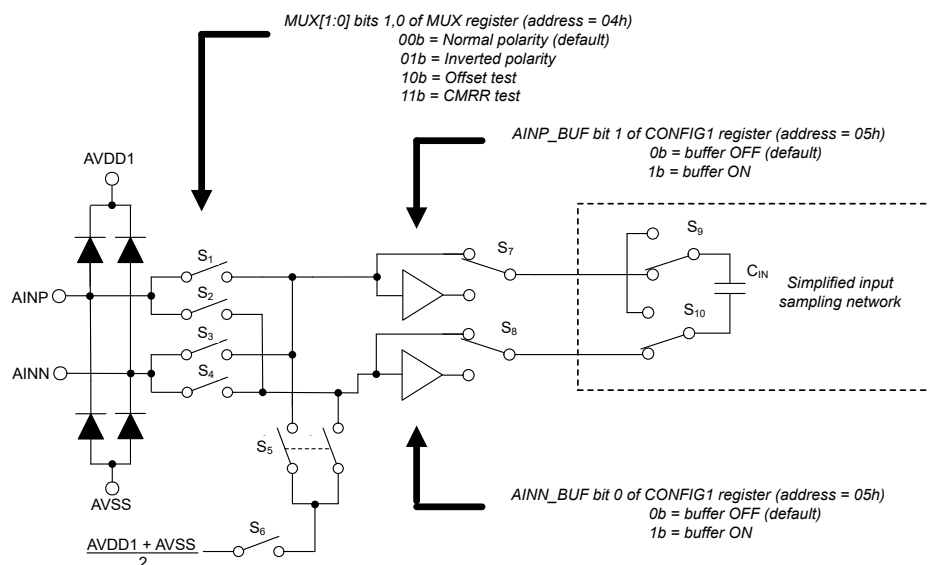 MUX[1:0] bits 1,0 of MUX register (address = 04h)
00b = Normal polarity (default)
01b = Inverted polarity
10b = Offset test
11b = CMRR test
AINP_BUF bit 1 of CONFIG1 register (address = 05h)
0b = buffer OFF (default)
1b = buffer ON
AVDD1
S1
S2
S3
S4
S7
S8
S9
S10
CIN
Simplified input
sampling network
AINP
AINN
S5
AVSS
S6
AVDD1 + AVSS
2
AINN_BUF bit 0 of CONFIG1 register (address = 05h)
0b = buffer OFF (default)
1b = buffer ON